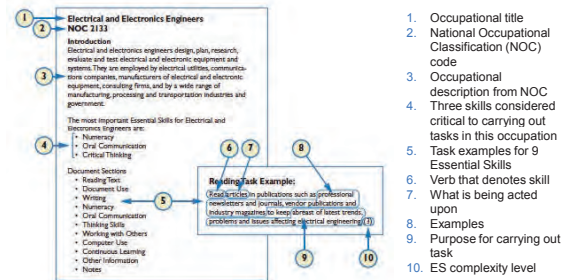 1
2
3
4
5
6
7
8
9
10
Electrical and Electronics Engineers
NOC 2133
Introduction
Electrical and electronics engineers design, plan, research,
evaluate and test electrical and electronic equipment and
systems. They are employed by electrical utilities, communica-
tions companies, manufacturers of electrical and electronic
equipment, consulting firms, and by a wide range of
manufacturing, processing and transportation industries and
government.
The most important Essential Skills for Electrical and
Electronics Engineers are:
• Numeracy
• Oral Communication
• Critical Thinking
Document Sections
• Reading Text
• Document Use
• Writing
• Numeracy
• Oral Communication
• Thinking Skills
• Working with Others
• Computer Use
• Continuous Learning
• Other Information
• Notes
Reading Task Example:
Read articles in publications such as professional
newsletters and journals, vendor publications and
industry magazines to keep abreast of latest trends,
problems and issues affecting electrical engineering.
1. Occupational title
2. National Occupational
Classification (NOC)
code
3. Occupational
description from NOC
4. Three skills considered
critical to carrying out
tasks in this occupation
5. Task examples for 9
Essential Skills
6. Verb that denotes skill
7. What is being acted
upon
8. Examples
9. Purpose for carrying out
task
10. ES complexity level